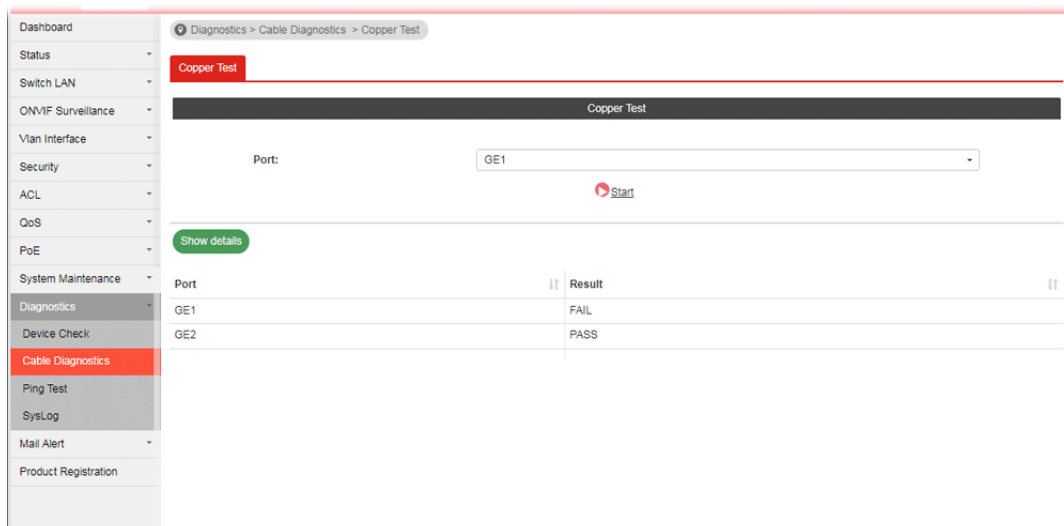 Dashboard
Status
Switch LAN
ONVIF Surveillance
Vlan Interface
Security
ACL
QoS
PoE
System Maintenance
Diagnostics
Device Check
Cable Diagnostics
Ping Test
SysLog
Mail Alert
Product Registration
Diagnostics > Cable Diagnostics > Copper Test
Copper Test
Copper Test
Port: GE1
Start
Show details
Port Result
GE1 FAIL
GE2 PASS